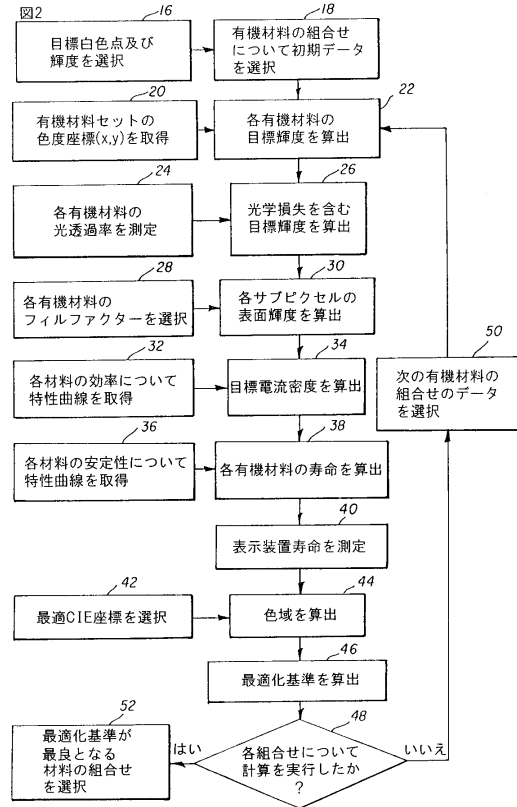 図2
16
目標白色点及び
輝度を選択
18
有機材料の組合せ
について初期データ
を選択
20
有機材料セットの
色度座標(x,y)を取得
22
各有機材料の
目標輝度を算出
24
各有機材料の
光透過率を測定
26
光学損失を含む
目標輝度を算出
28
各有機材料の
フィルファクターを選択
30
各サブピクセルの
表面輝度を算出
32
各材料の効率について
特性曲線を取得
34
目標電流密度を算出
50
次の有機材料の
組合せのデータ
を選択
36
各材料の安定性について
特性曲線を取得
38
各有機材料の寿命を算出
40
表示装置寿命を測定
42
最適CIE座標を選択
44
色域を算出
46
最適化基準を算出
48
各組合せについて
計算を実行したか
?
はい
いいえ
52
最適化基準が
最良となる
材料の組合せ
を選択